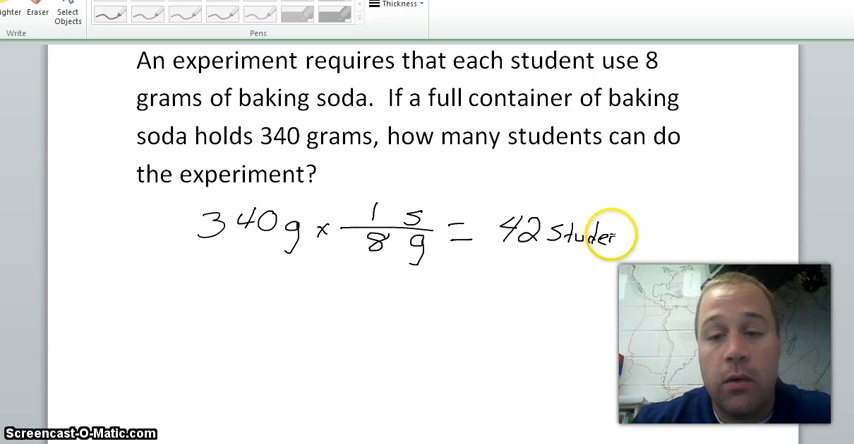 ighter Eraser Select Objects Thickness
Write Pens
An experiment requires that each student use 8
grams of baking soda. If a full container of baking
soda holds 340 grams, how many students can do
the experiment?
340g x 1 s / 8 g = 42 studer
Screencast-O-Matic.com